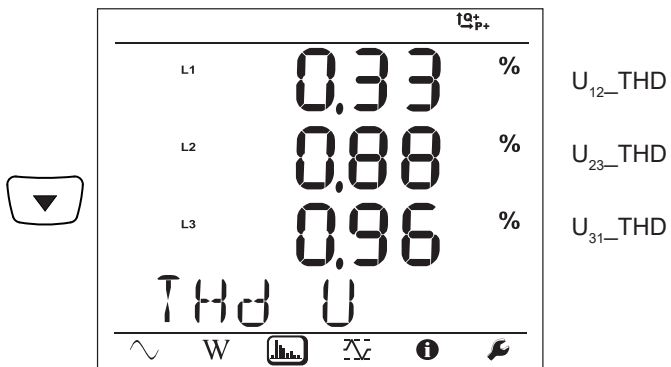 Q+
P+
L1 0.33 % U12_THD
L2 0.88 % U23_THD
L3 0.96 % U31_THD
THd U
W